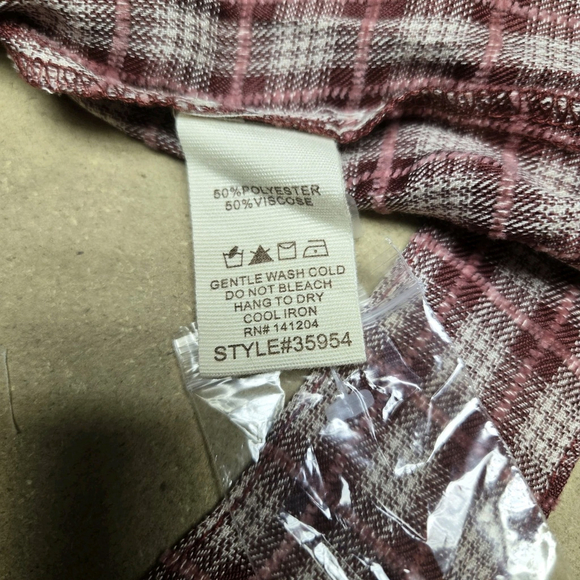 50%POLYESTER
50%VISCOSE
GENTLE WASH COLD
DO NOT BLEACH
HANG TO DRY
COOL IRON
RN# 141204
STYLE#35954